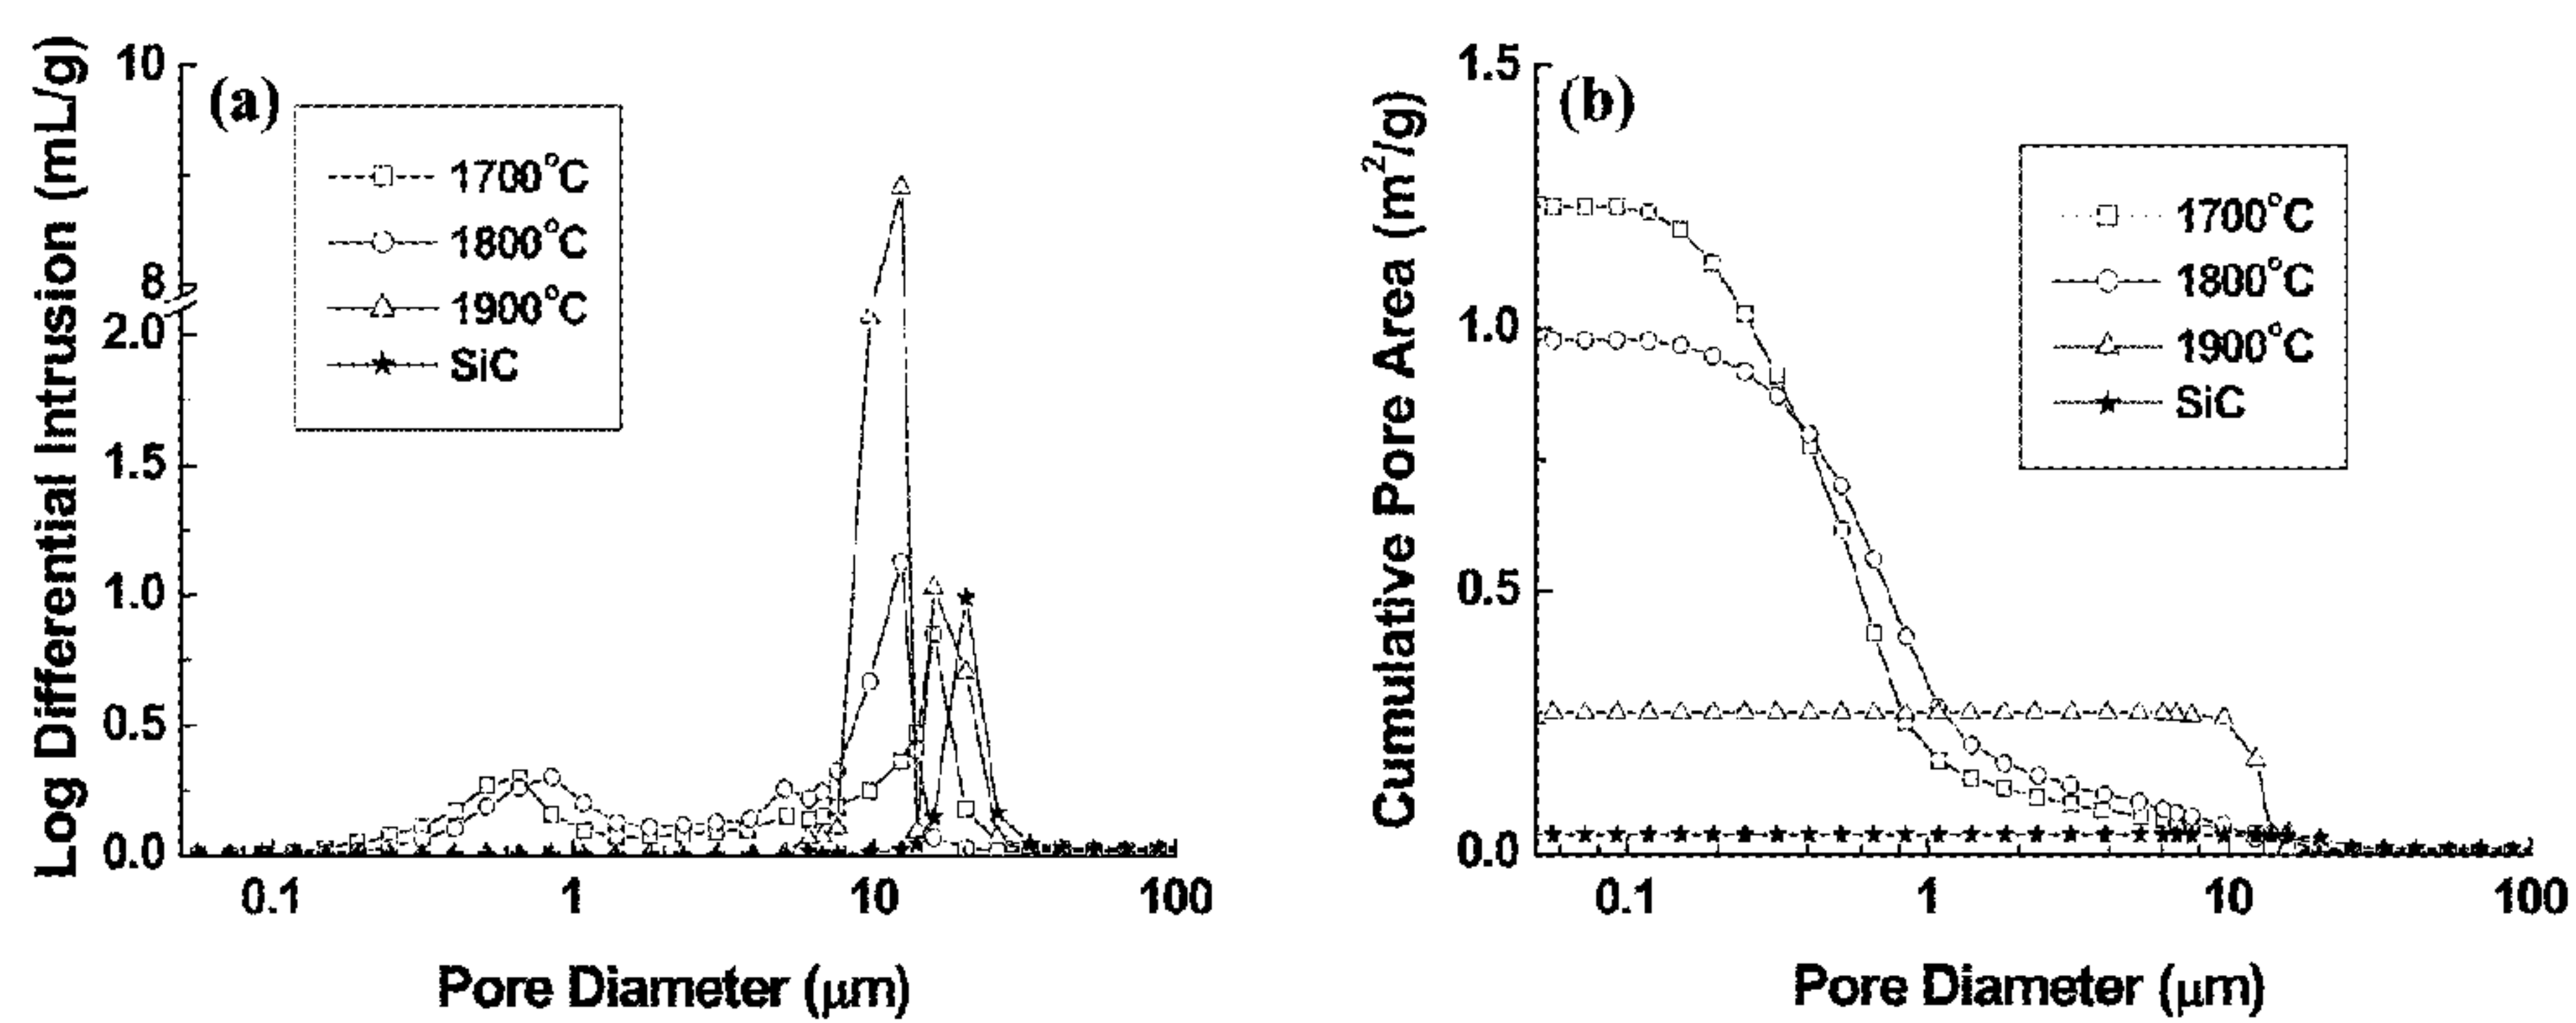 (a)
Log Differential Intrusion (mL/g)
10
8
2.0
1.5
1.0
0.5
0.0
1700°C
1800°C
1900°C
SiC
0.1
1
10
100
Pore Diameter (μm)
(b)
Cumulative Pore Area (m²/g)
1.5
1.0
0.5
0.0
1700°C
1800°C
1900°C
SiC
0.1
1
10
100
Pore Diameter (μm)